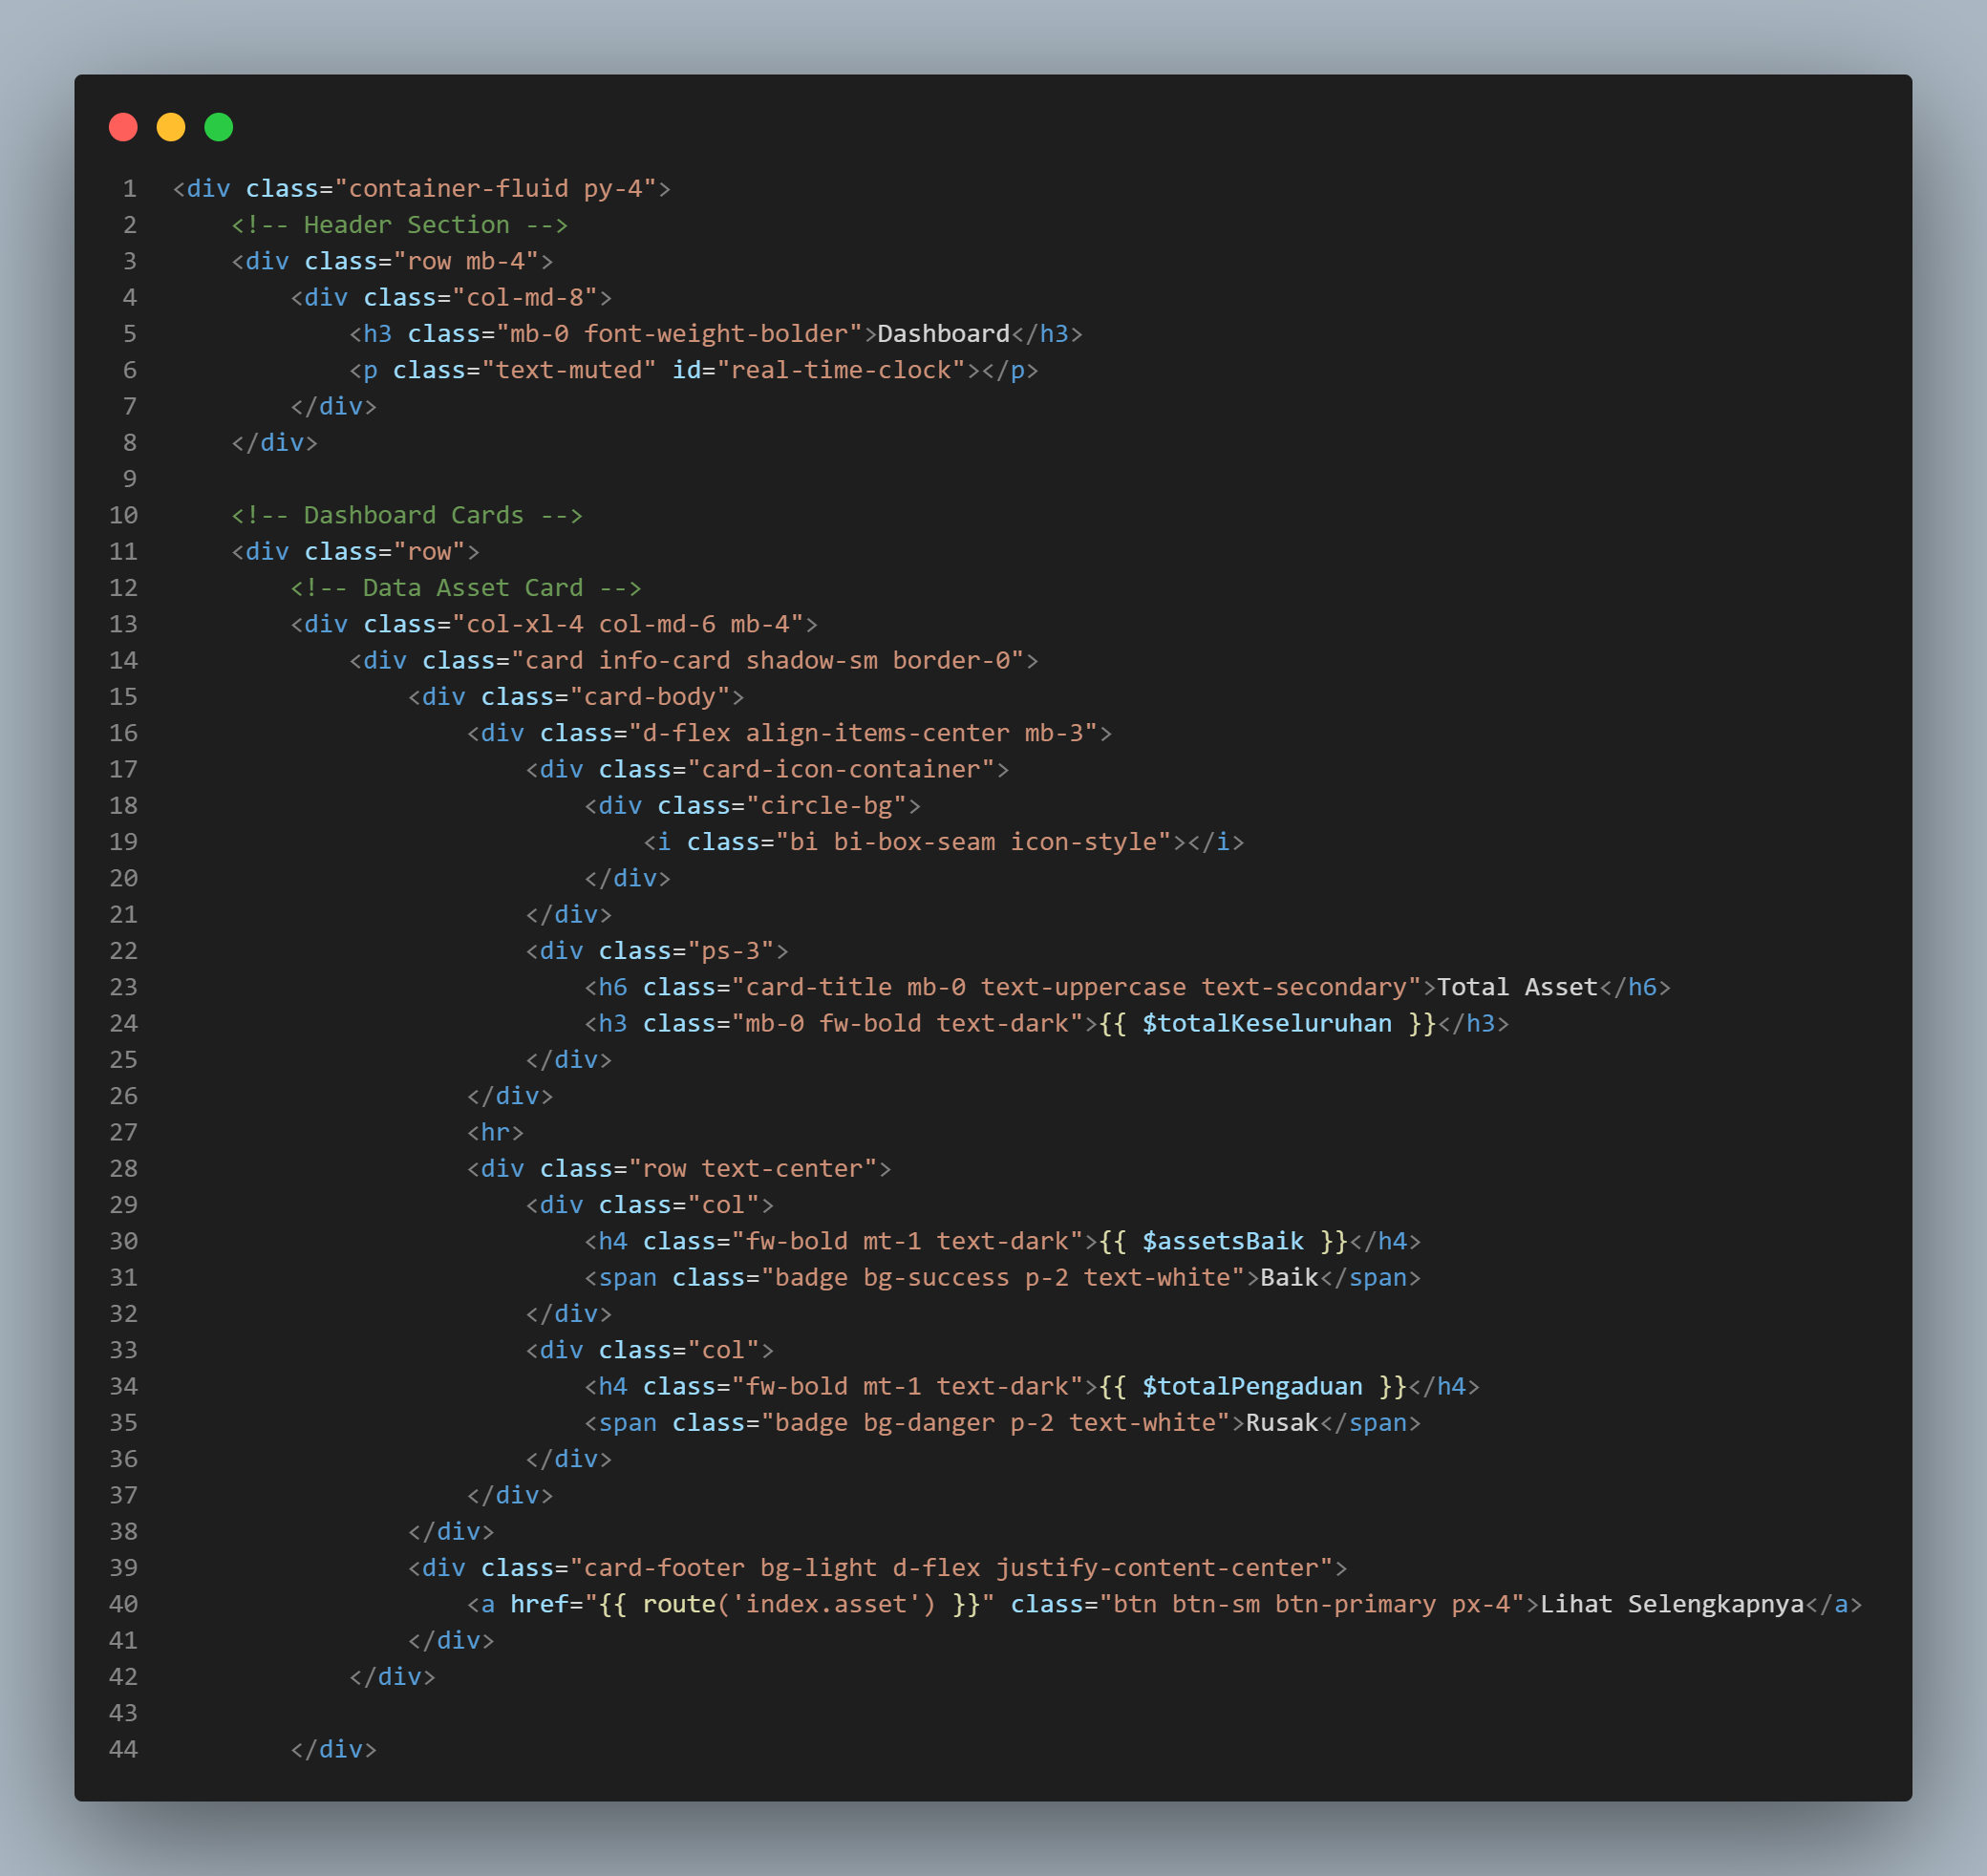 1 <div class="container-fluid py-4">
2     <!-- Header Section -->
3     <div class="row mb-4">
4         <div class="col-md-8">
5             <h3 class="mb-0 font-weight-bolder">Dashboard</h3>
6             <p class="text-muted" id="real-time-clock"></p>
7         </div>
8     </div>
9
10     <!-- Dashboard Cards -->
11     <div class="row">
12         <!-- Data Asset Card -->
13         <div class="col-xl-4 col-md-6 mb-4">
14             <div class="card info-card shadow-sm border-0">
15                 <div class="card-body">
16                     <div class="d-flex align-items-center mb-3">
17                         <div class="card-icon-container">
18                             <div class="circle-bg">
19                                 <i class="bi bi-box-seam icon-style"></i>
20                             </div>
21                         </div>
22                         <div class="ps-3">
23                             <h6 class="card-title mb-0 text-uppercase text-secondary">Total Asset</h6>
24                             <h3 class="mb-0 fw-bold text-dark">{{ $totalKeseluruhan }}</h3>
25                         </div>
26                     </div>
27                     <hr>
28                     <div class="row text-center">
29                         <div class="col">
30                             <h4 class="fw-bold mt-1 text-dark">{{ $assetsBaik }}</h4>
31                             <span class="badge bg-success p-2 text-white">Baik</span>
32                         </div>
33                         <div class="col">
34                             <h4 class="fw-bold mt-1 text-dark">{{ $totalPengaduan }}</h4>
35                             <span class="badge bg-danger p-2 text-white">Rusak</span>
36                         </div>
37                     </div>
38                 </div>
39                 <div class="card-footer bg-light d-flex justify-content-center">
40                     <a href="{{ route('index.asset') }}" class="btn btn-sm btn-primary px-4">Lihat Selengkapnya</a>
41                 </div>
42             </div>
43
44         </div>